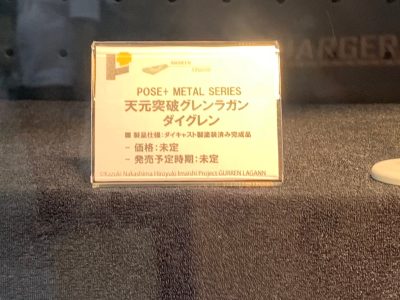 HARGER
POSE+ METAL SERIES
天元突破グレンラガン
ダイグレン
製品仕様:ダイキャスト製塗装済み完成品
- 価格:未定
- 発売予定時期:未定
©Kazuki Nakashima Hiroyuki Imaishi Project GURREN LAGANN